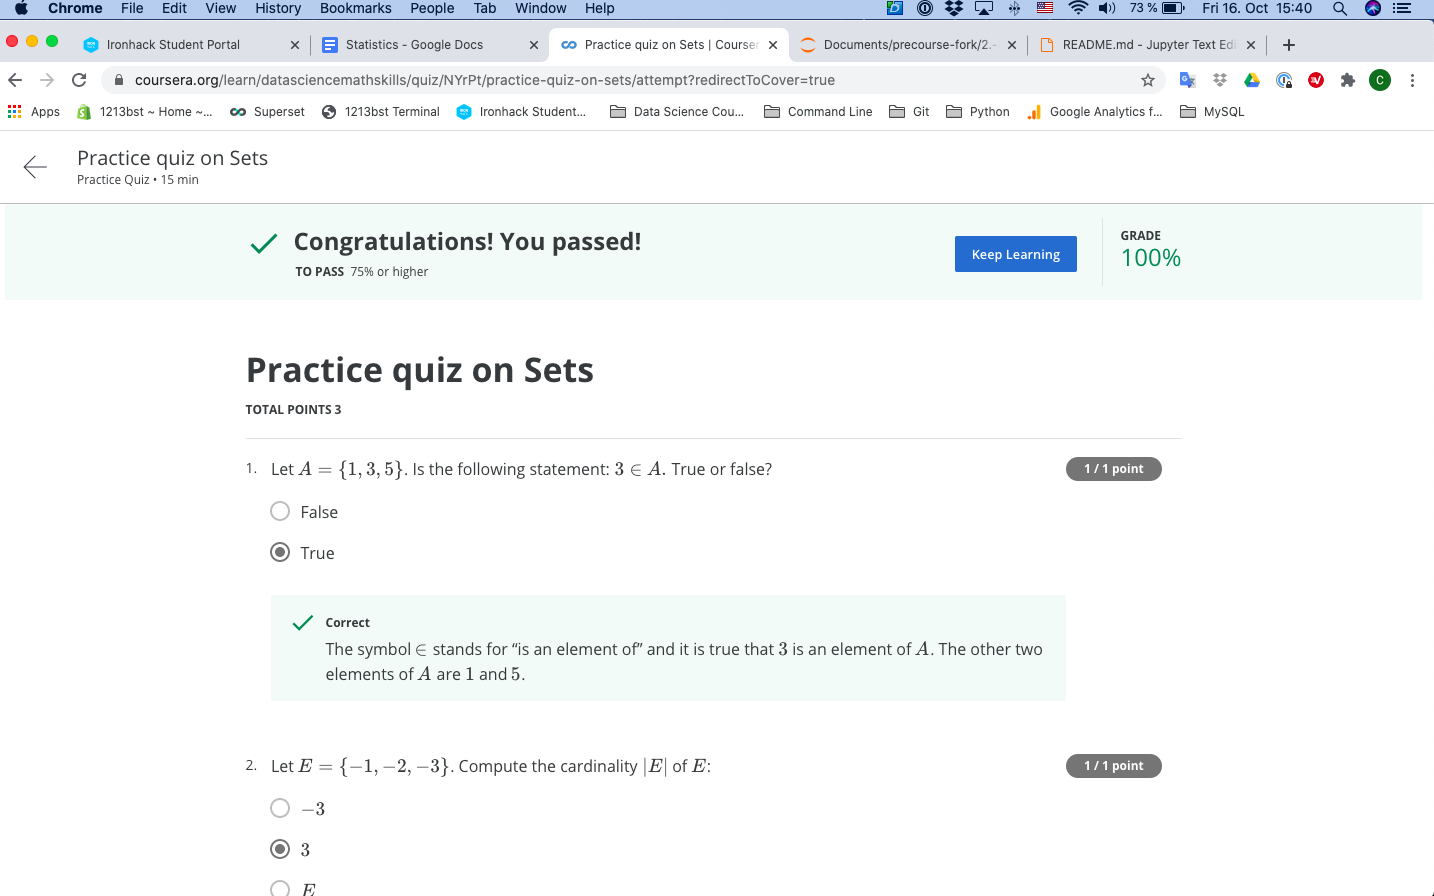 Chrome File Edit View History Bookmarks People Tab Window Help 73 % Fri 16. Oct 15:40
Ironhack Student Portal Statistics - Google Docs Practice quiz on Sets | Courser Documents/precourse-fork/2.- README.md - Jupyter Text Edi
coursera.org/learn/datasciencemathskills/quiz/NYrPt/practice-quiz-on-sets/attempt?redirectToCover=true C
Apps 1213bst ~ Home ~... Superset 1213bst Terminal Ironhack Student... Data Science Cou... Command Line Git Python Google Analytics f... MySQL
Practice quiz on Sets
Practice Quiz • 15 min
Congratulations! You passed!
TO PASS 75% or higher
Keep Learning
GRADE
100%
Practice quiz on Sets
TOTAL POINTS 3
1. Let A = {1, 3, 5}. Is the following statement: 3 ∈ A. True or false? 1 / 1 point
False
True
Correct
The symbol ∈ stands for “is an element of” and it is true that 3 is an element of A. The other two
elements of A are 1 and 5.
2. Let E = {−1, −2, −3}. Compute the cardinality |E| of E: 1 / 1 point
−3
3
E